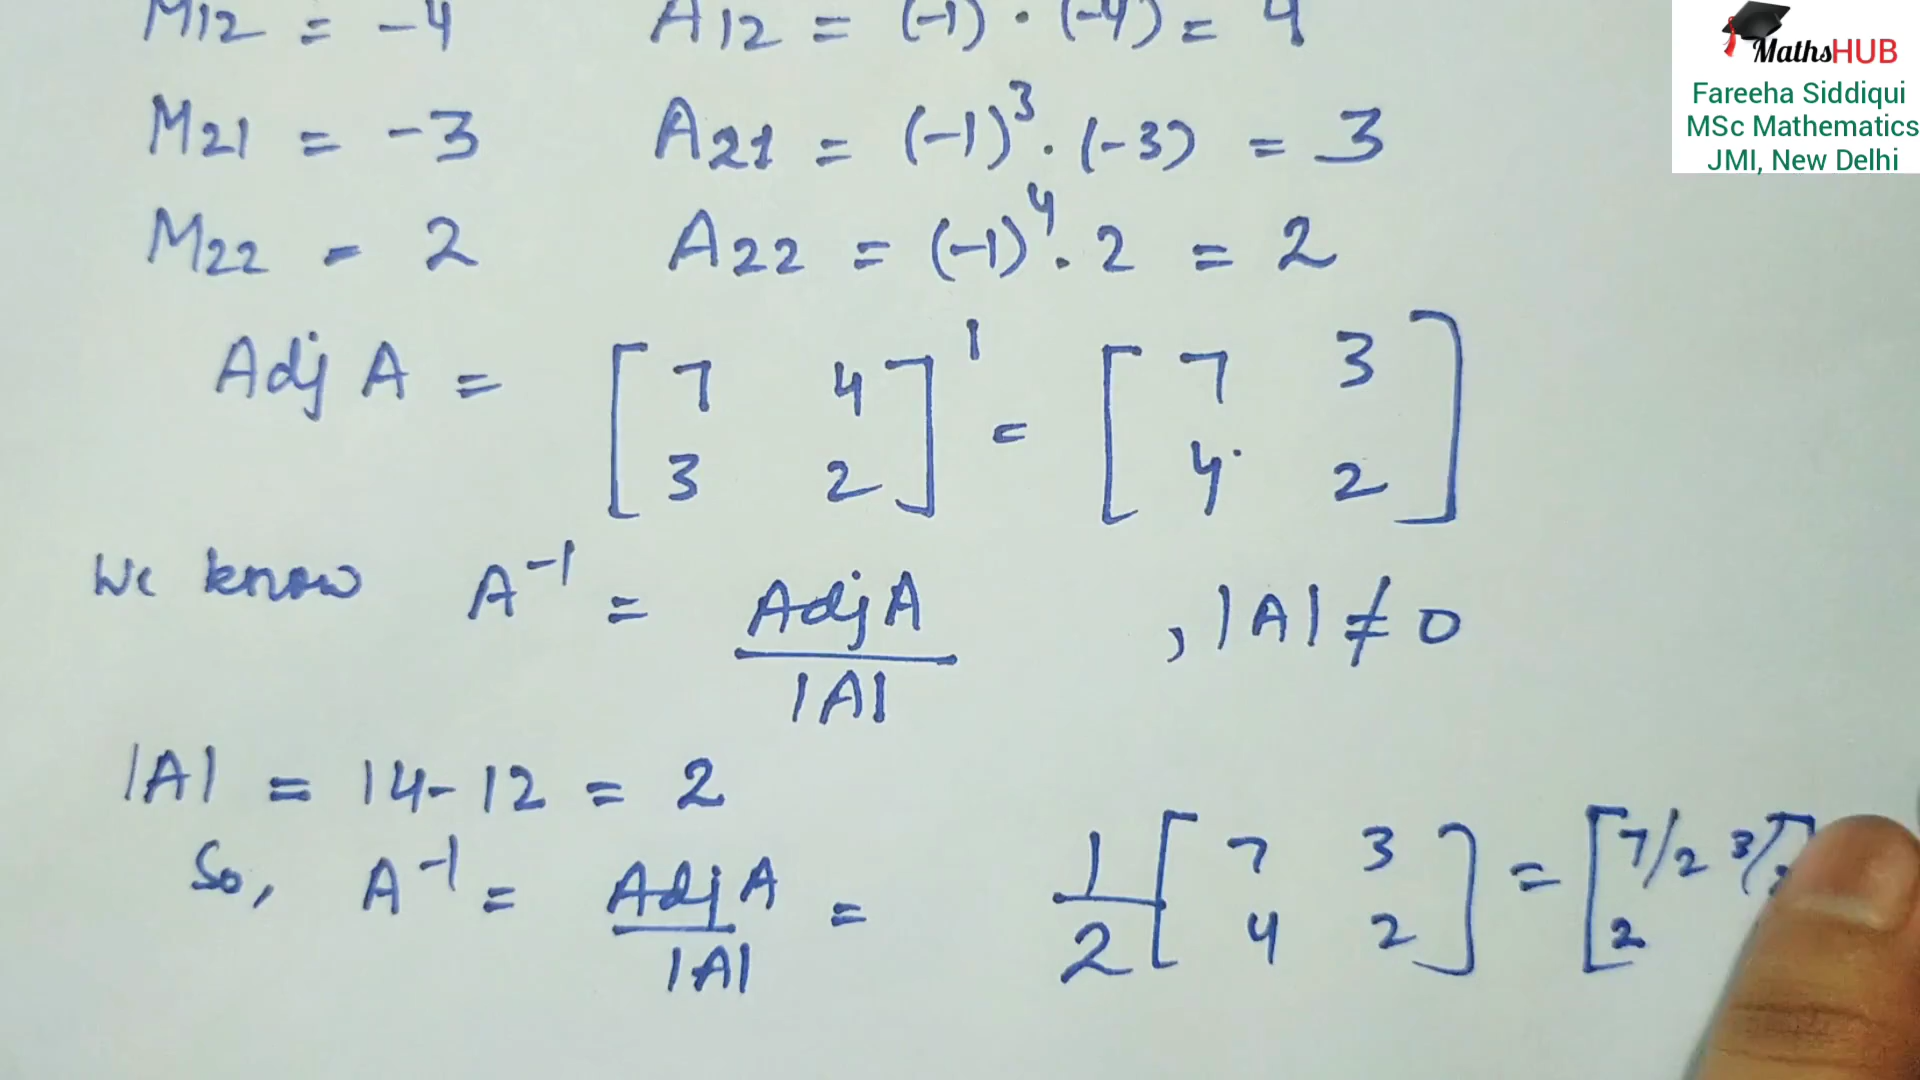 M12 = -4 A12 = (-1) · (-4) = 4
MathsHUB
Fareeha Siddiqui
MSc Mathematics
JMI, New Delhi
M21 = -3 A21 = (-1)³ · (-3) = 3
M22 = 2 A22 = (-1)⁴ · 2 = 2
Adj A = [7 4; 3 2]' = [7 3; 4 2]
We know A⁻¹ = Adj A / |A| , |A| ≠ 0
|A| = 14 - 12 = 2
So, A⁻¹ = Adj A / |A| = 1/2 [7 3; 4 2] = [7/2 3/; 2